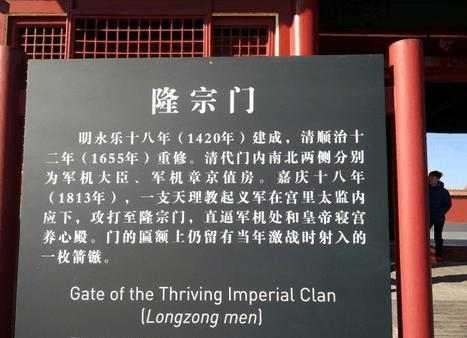 隆宗门
明永乐十八年（1420年）建成，清顺治十
二年（1655年）重修。清代门内南北两侧分别
为军机大臣、军机章京值房。嘉庆十八年
（1813年），一支天理教起义军在宫里太监内
应下，攻打至隆宗门，直逼军机处和皇帝寝宫
养心殿。门的匾额上仍留有当年激战时射入的
一枚箭镞。
Gate of the Thriving Imperial Clan
(Longzong men)